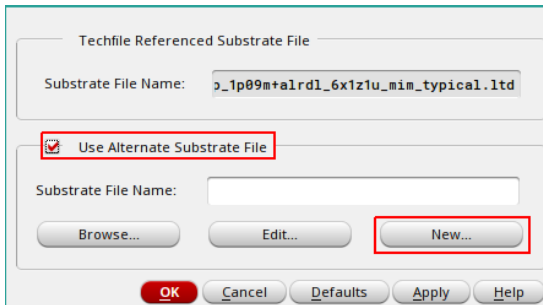 Techfile Referenced Substrate File
Substrate File Name: p_1p09m+alrdl_6x1z1u_mim_typical.ltd
Use Alternate Substrate File
Substrate File Name:
Browse... Edit... New...
OK Cancel Defaults Apply Help